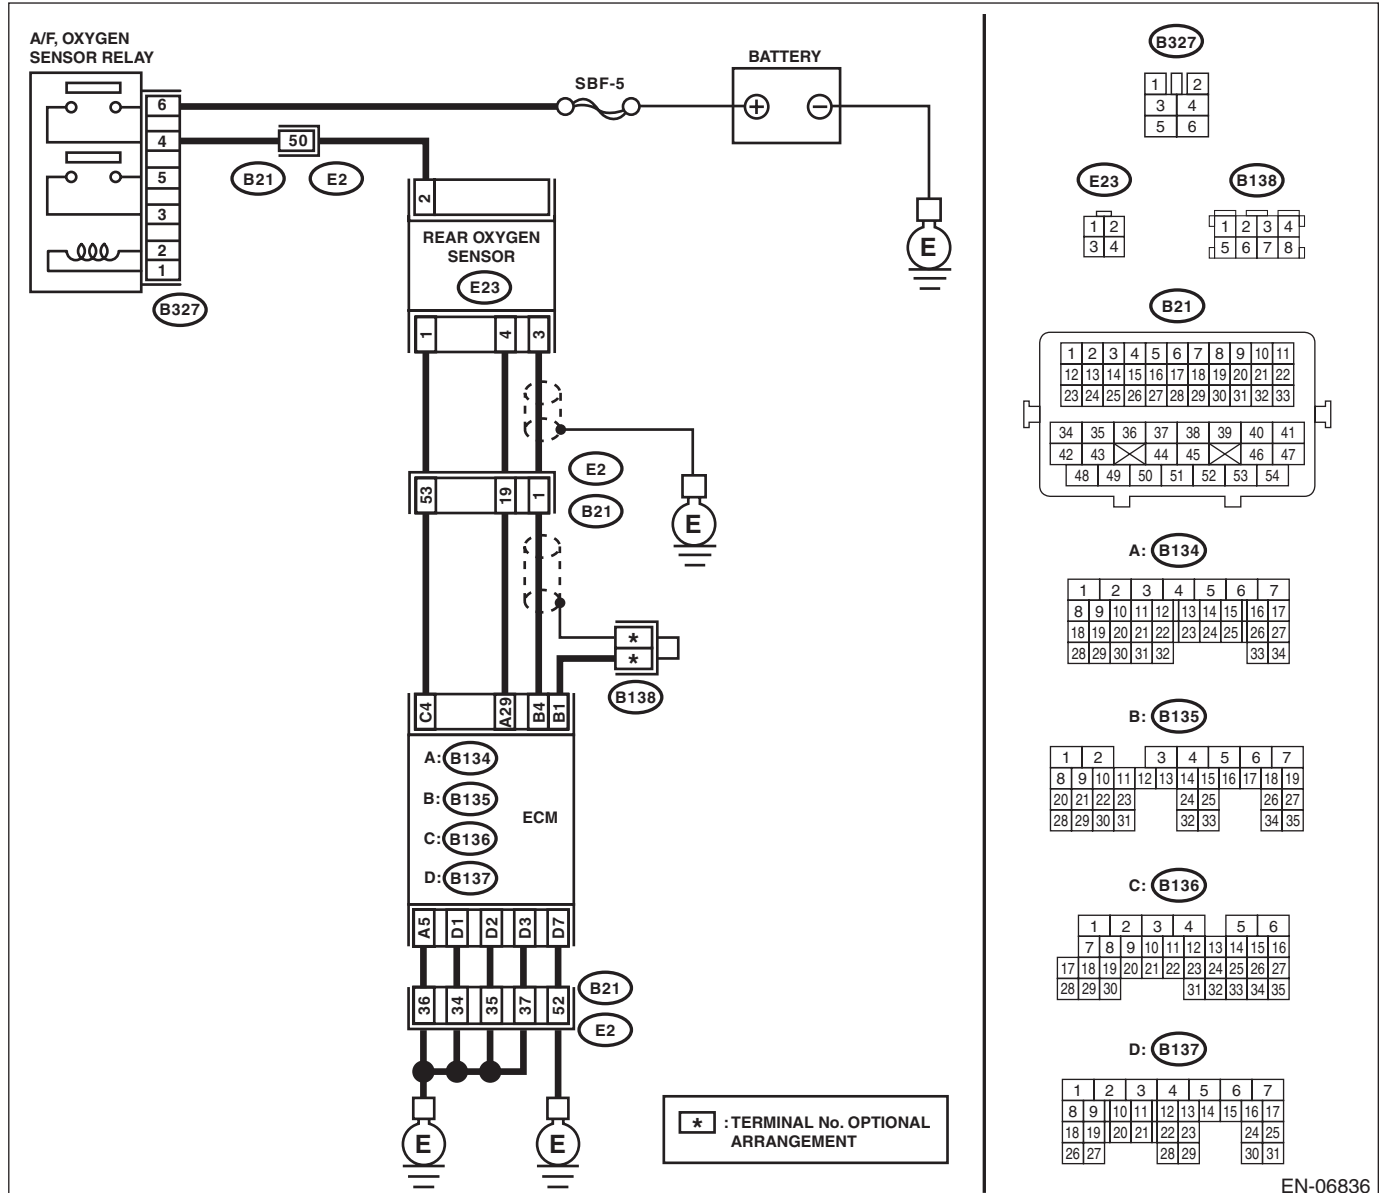 A/F, OXYGEN
SENSOR RELAY
6
4
5
3
2
1
B327
50
B21
E2
SBF-5
BATTERY
+
−
E
2
REAR OXYGEN
SENSOR
E23
1 4 3
E2
53 19 1
B21
E
*
*
B138
C4 A29 B4 B1
A: B134
B: B135
C: B136
D: B137
ECM
A5 D1 D2 D3 D7
B21
36 34 35 37 52
E2
E E
* : TERMINAL No. OPTIONAL
ARRANGEMENT
B327
1 2
3 4
5 6
E23
1 2
3 4
B138
1 2 3 4
5 6 7 8
B21
1 2 3 4 5 6 7 8 9 10 11
12 13 14 15 16 17 18 19 20 21 22
23 24 25 26 27 28 29 30 31 32 33
34 35 36 37 38 39 40 41
42 43 44 45 46 47
48 49 50 51 52 53 54
A: B134
1 2 3 4 5 6 7
8 9 10 11 12 13 14 15 16 17
18 19 20 21 22 23 24 25 26 27
28 29 30 31 32 33 34
B: B135
1 2 3 4 5 6 7
8 9 10 11 12 13 14 15 16 17 18 19
20 21 22 23 24 25 26 27
28 29 30 31 32 33 34 35
C: B136
1 2 3 4 5 6
7 8 9 10 11 12 13 14 15 16
17 18 19 20 21 22 23 24 25 26 27
28 29 30 31 32 33 34 35
D: B137
1 2 3 4 5 6 7
8 9 10 11 12 13 14 15 16 17
18 19 20 21 22 23 24 25
26 27 28 29 30 31
EN-06836